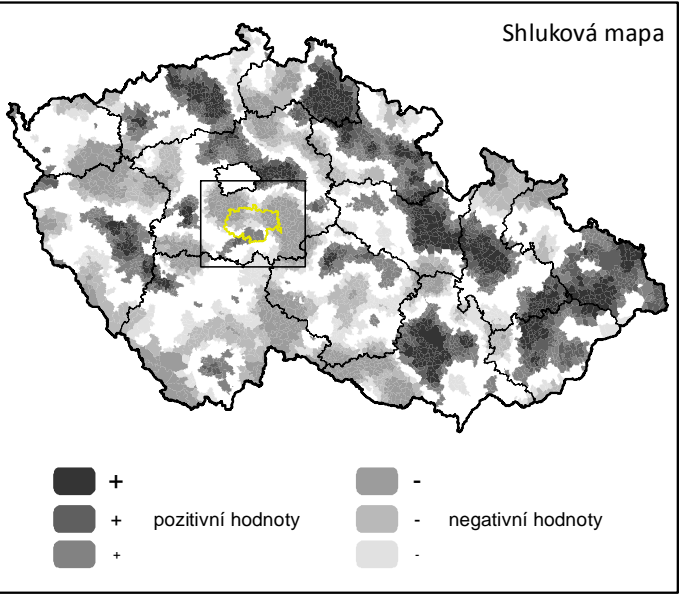 Shluková mapa
+ -
+ pozitivní hodnoty - negativní hodnoty
+ -